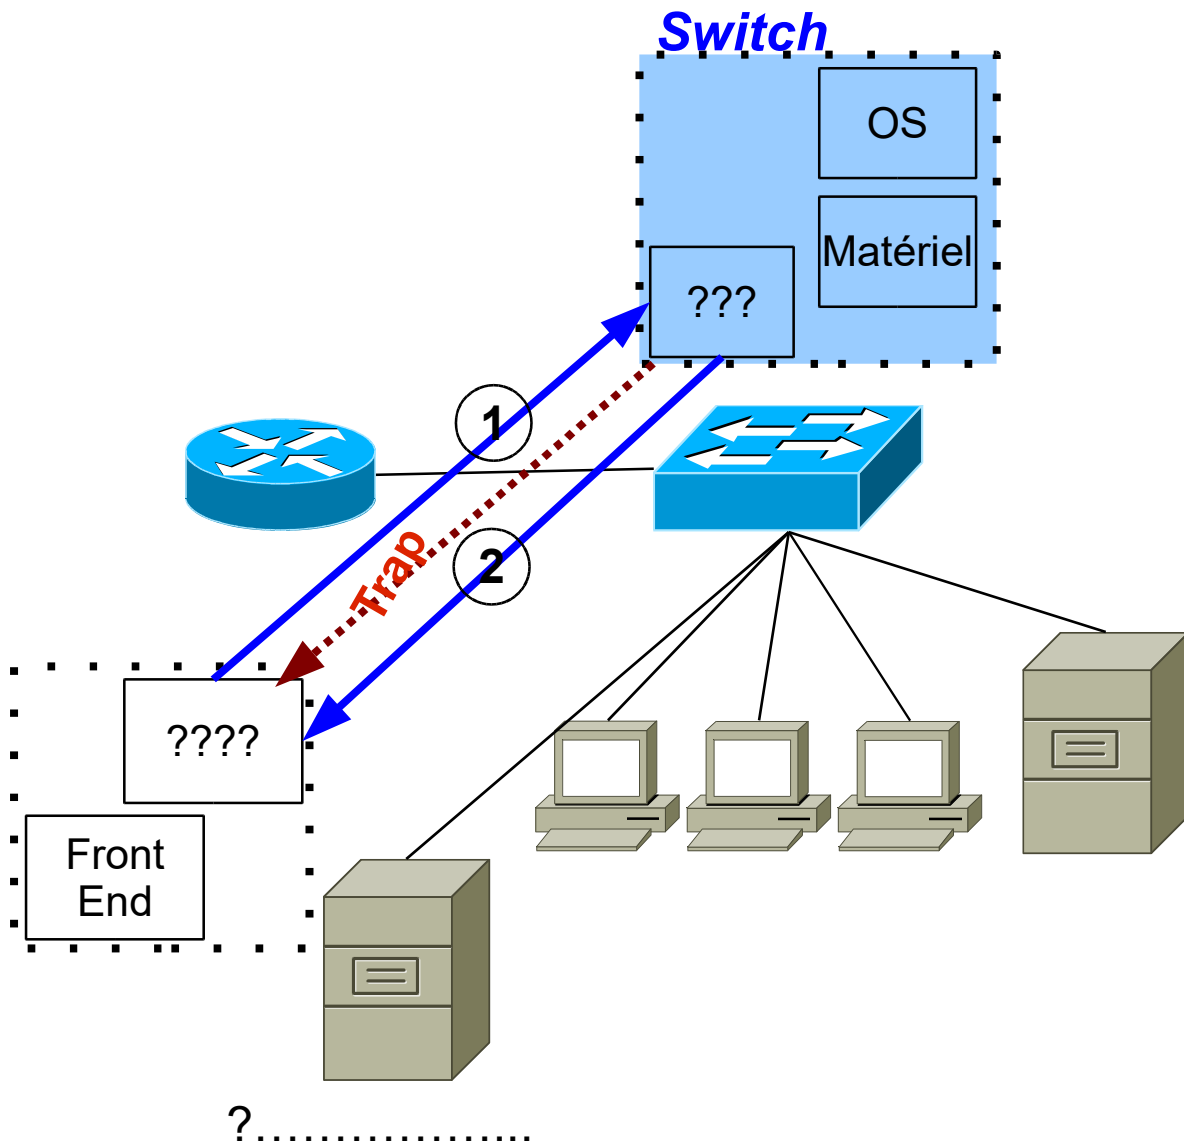 Switch
OS
Matériel
???
1
Trap
2
????
Front
End
?...................